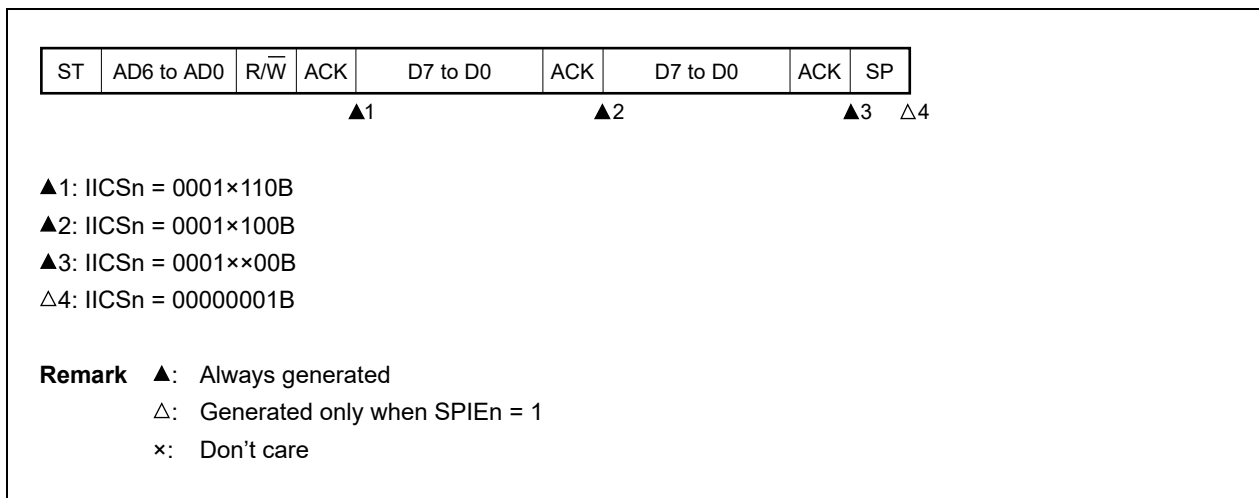 ST AD6 to AD0 R/W̅ ACK D7 to D0 ACK D7 to D0 ACK SP
▲1 ▲2 ▲3 △4
▲1: IICSn = 0001×110B
▲2: IICSn = 0001×100B
▲3: IICSn = 0001××00B
△4: IICSn = 00000001B
Remark ▲: Always generated
△: Generated only when SPIEn = 1
×: Don't care